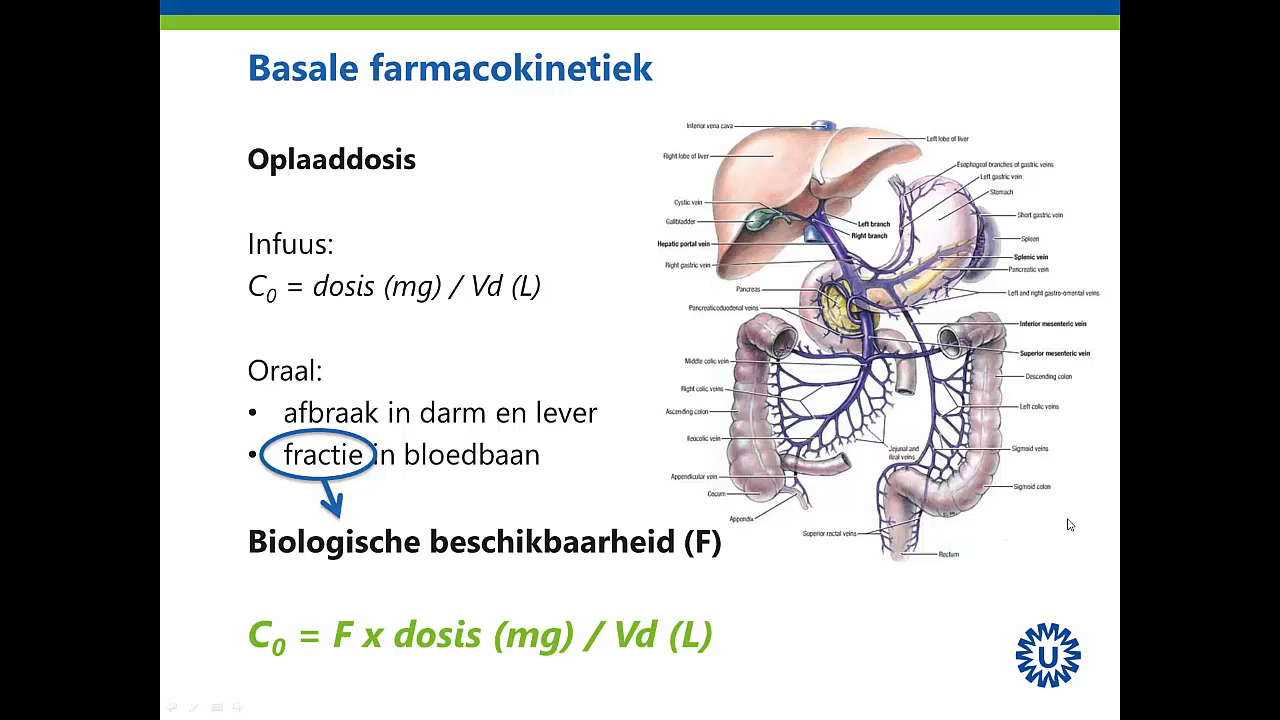 Basale farmacokinetiek
Oplaaddosis
Infuus:
C0 = dosis (mg) / Vd (L)
Oraal:
• afbraak in darm en lever
• fractie in bloedbaan
Biologische beschikbaarheid (F)
C0 = F x dosis (mg) / Vd (L)
Interior vena cava
Right lobe of liver
Cystic vein
Gallbladder
Hepatic portal vein
Right gastric vein
Pancreas
Pancreaticoduodenal veins
Middle colic vein
Right colic veins
Ascending colon
Ileocolic vein
Appendicular vein
Cecum
Appendix
Superior rectal veins
Left lobe of liver
Esophageal branches of gastric veins
Left gastric vein
Stomach
Short gastric vein
Left branch
Right branch
Spleen
Splenic vein
Pancreatic vein
Left and right gastro-omental veins
Inferior mesenteric vein
Superior mesenteric vein
Descending colon
Left colic veins
Jejunal and
ileal veins
Sigmoid veins
Sigmoid colon
Rectum
U